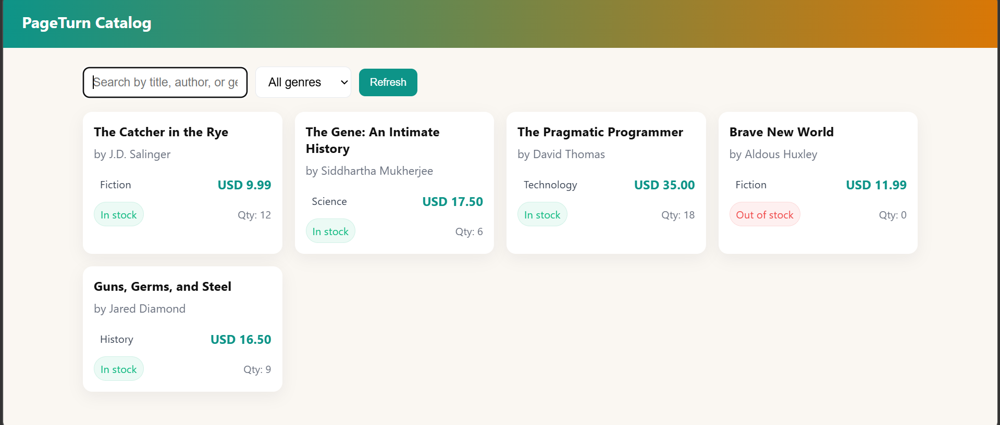 PageTurn Catalog
Search by title, author, or ge
All genres
Refresh
The Catcher in the Rye
by J.D. Salinger
Fiction
USD 9.99
In stock
Qty: 12
The Gene: An Intimate
History
by Siddhartha Mukherjee
Science
USD 17.50
In stock
Qty: 6
The Pragmatic Programmer
by David Thomas
Technology
USD 35.00
In stock
Qty: 18
Brave New World
by Aldous Huxley
Fiction
USD 11.99
Out of stock
Qty: 0
Guns, Germs, and Steel
by Jared Diamond
History
USD 16.50
In stock
Qty: 9